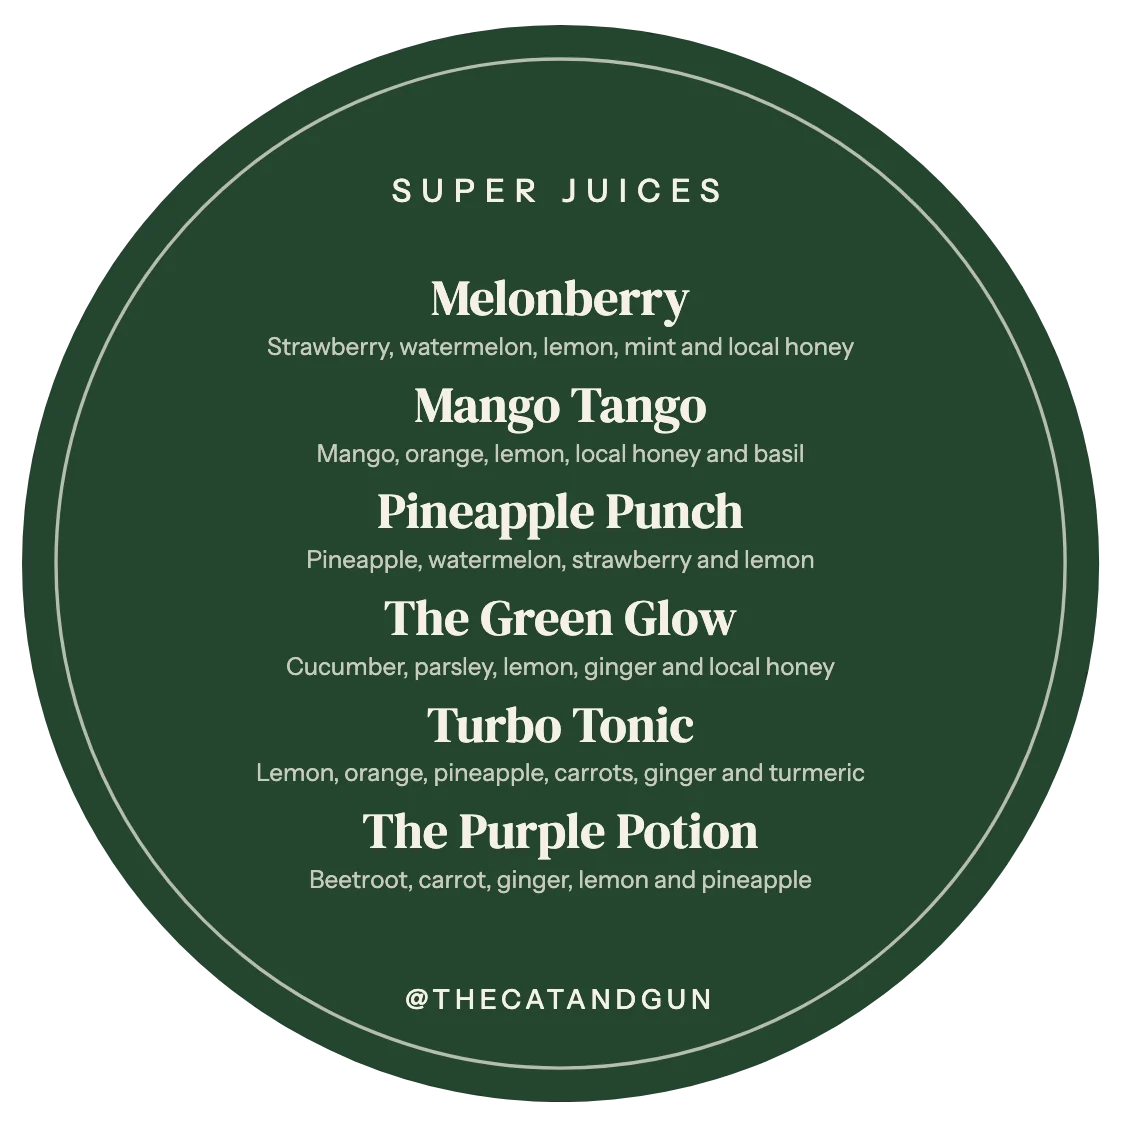 SUPER JUICES
Melonberry
Strawberry, watermelon, lemon, mint and local honey
Mango Tango
Mango, orange, lemon, local honey and basil
Pineapple Punch
Pineapple, watermelon, strawberry and lemon
The Green Glow
Cucumber, parsley, lemon, ginger and local honey
Turbo Tonic
Lemon, orange, pineapple, carrots, ginger and turmeric
The Purple Potion
Beetroot, carrot, ginger, lemon and pineapple
@THECATANDGUN